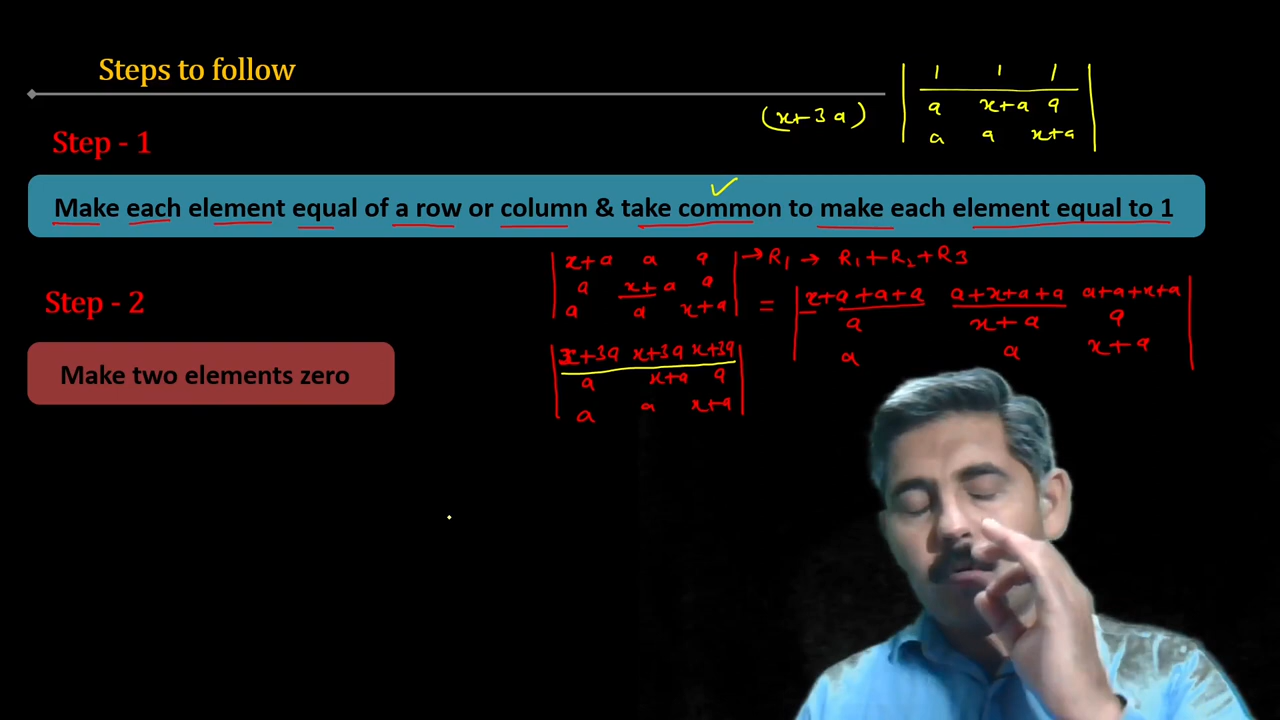 Steps to follow
(x+3a) | 1 1 1 |
| a x+a a |
| a a x+a |
Step - 1
Make each element equal of a row or column & take common to make each element equal to 1
| x+a a a | → R₁ → R₁+R₂+R₃
| a x+a a |
| a a x+a |
= | x+a+a+a a+x+a+a a+a+x+a |
| a x+a a |
| a a x+a |
Step - 2
Make two elements zero
| x+3a x+3a x+3a |
| a x+a a |
| a a x+a |